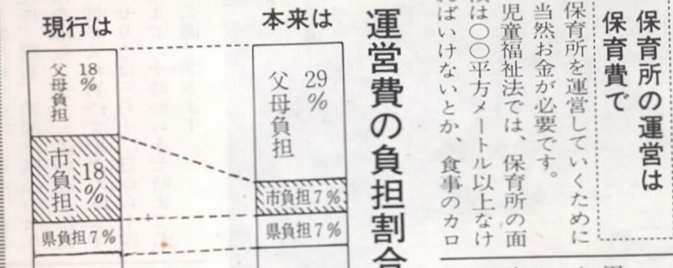 保育所の運営は
保育費で
保育所を運営していくために
当然お金が必要です。
児童福祉法では、保育所の面
は〇〇平方メートル以上なけ
ばいけないとか、食事のカロ
運営費の負担割合
本来は
29%
父母負担
市負担7%
県負担7%
現行は
18%
父母負担
18%
市負担
県負担7%